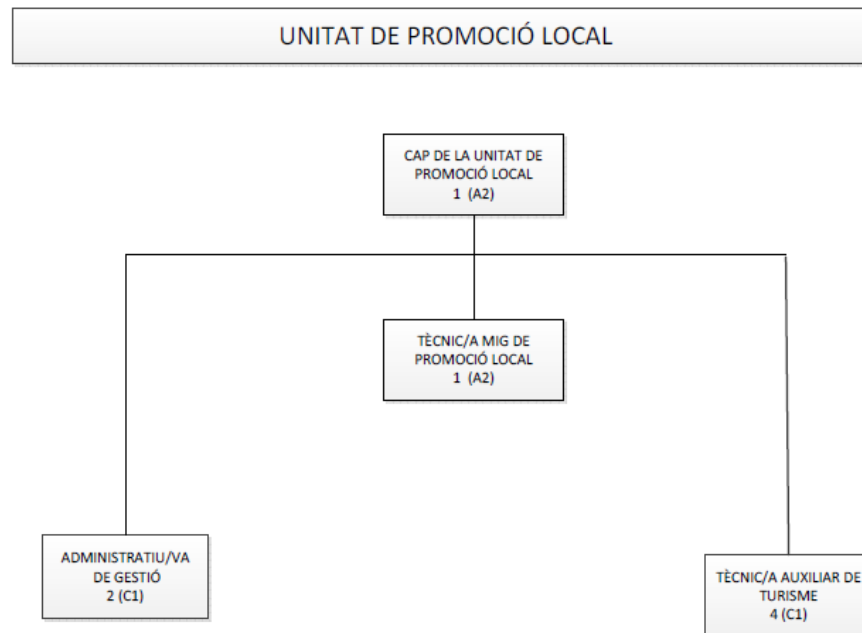 UNITAT DE PROMOCIÓ LOCAL
CAP DE LA UNITAT DE
PROMOCIÓ LOCAL
1 (A2)
TÈCNIC/A MIG DE
PROMOCIÓ LOCAL
1 (A2)
ADMINISTRATIU/VA
DE GESTIÓ
2 (C1)
TÈCNIC/A AUXILIAR DE
TURISME
4 (C1)